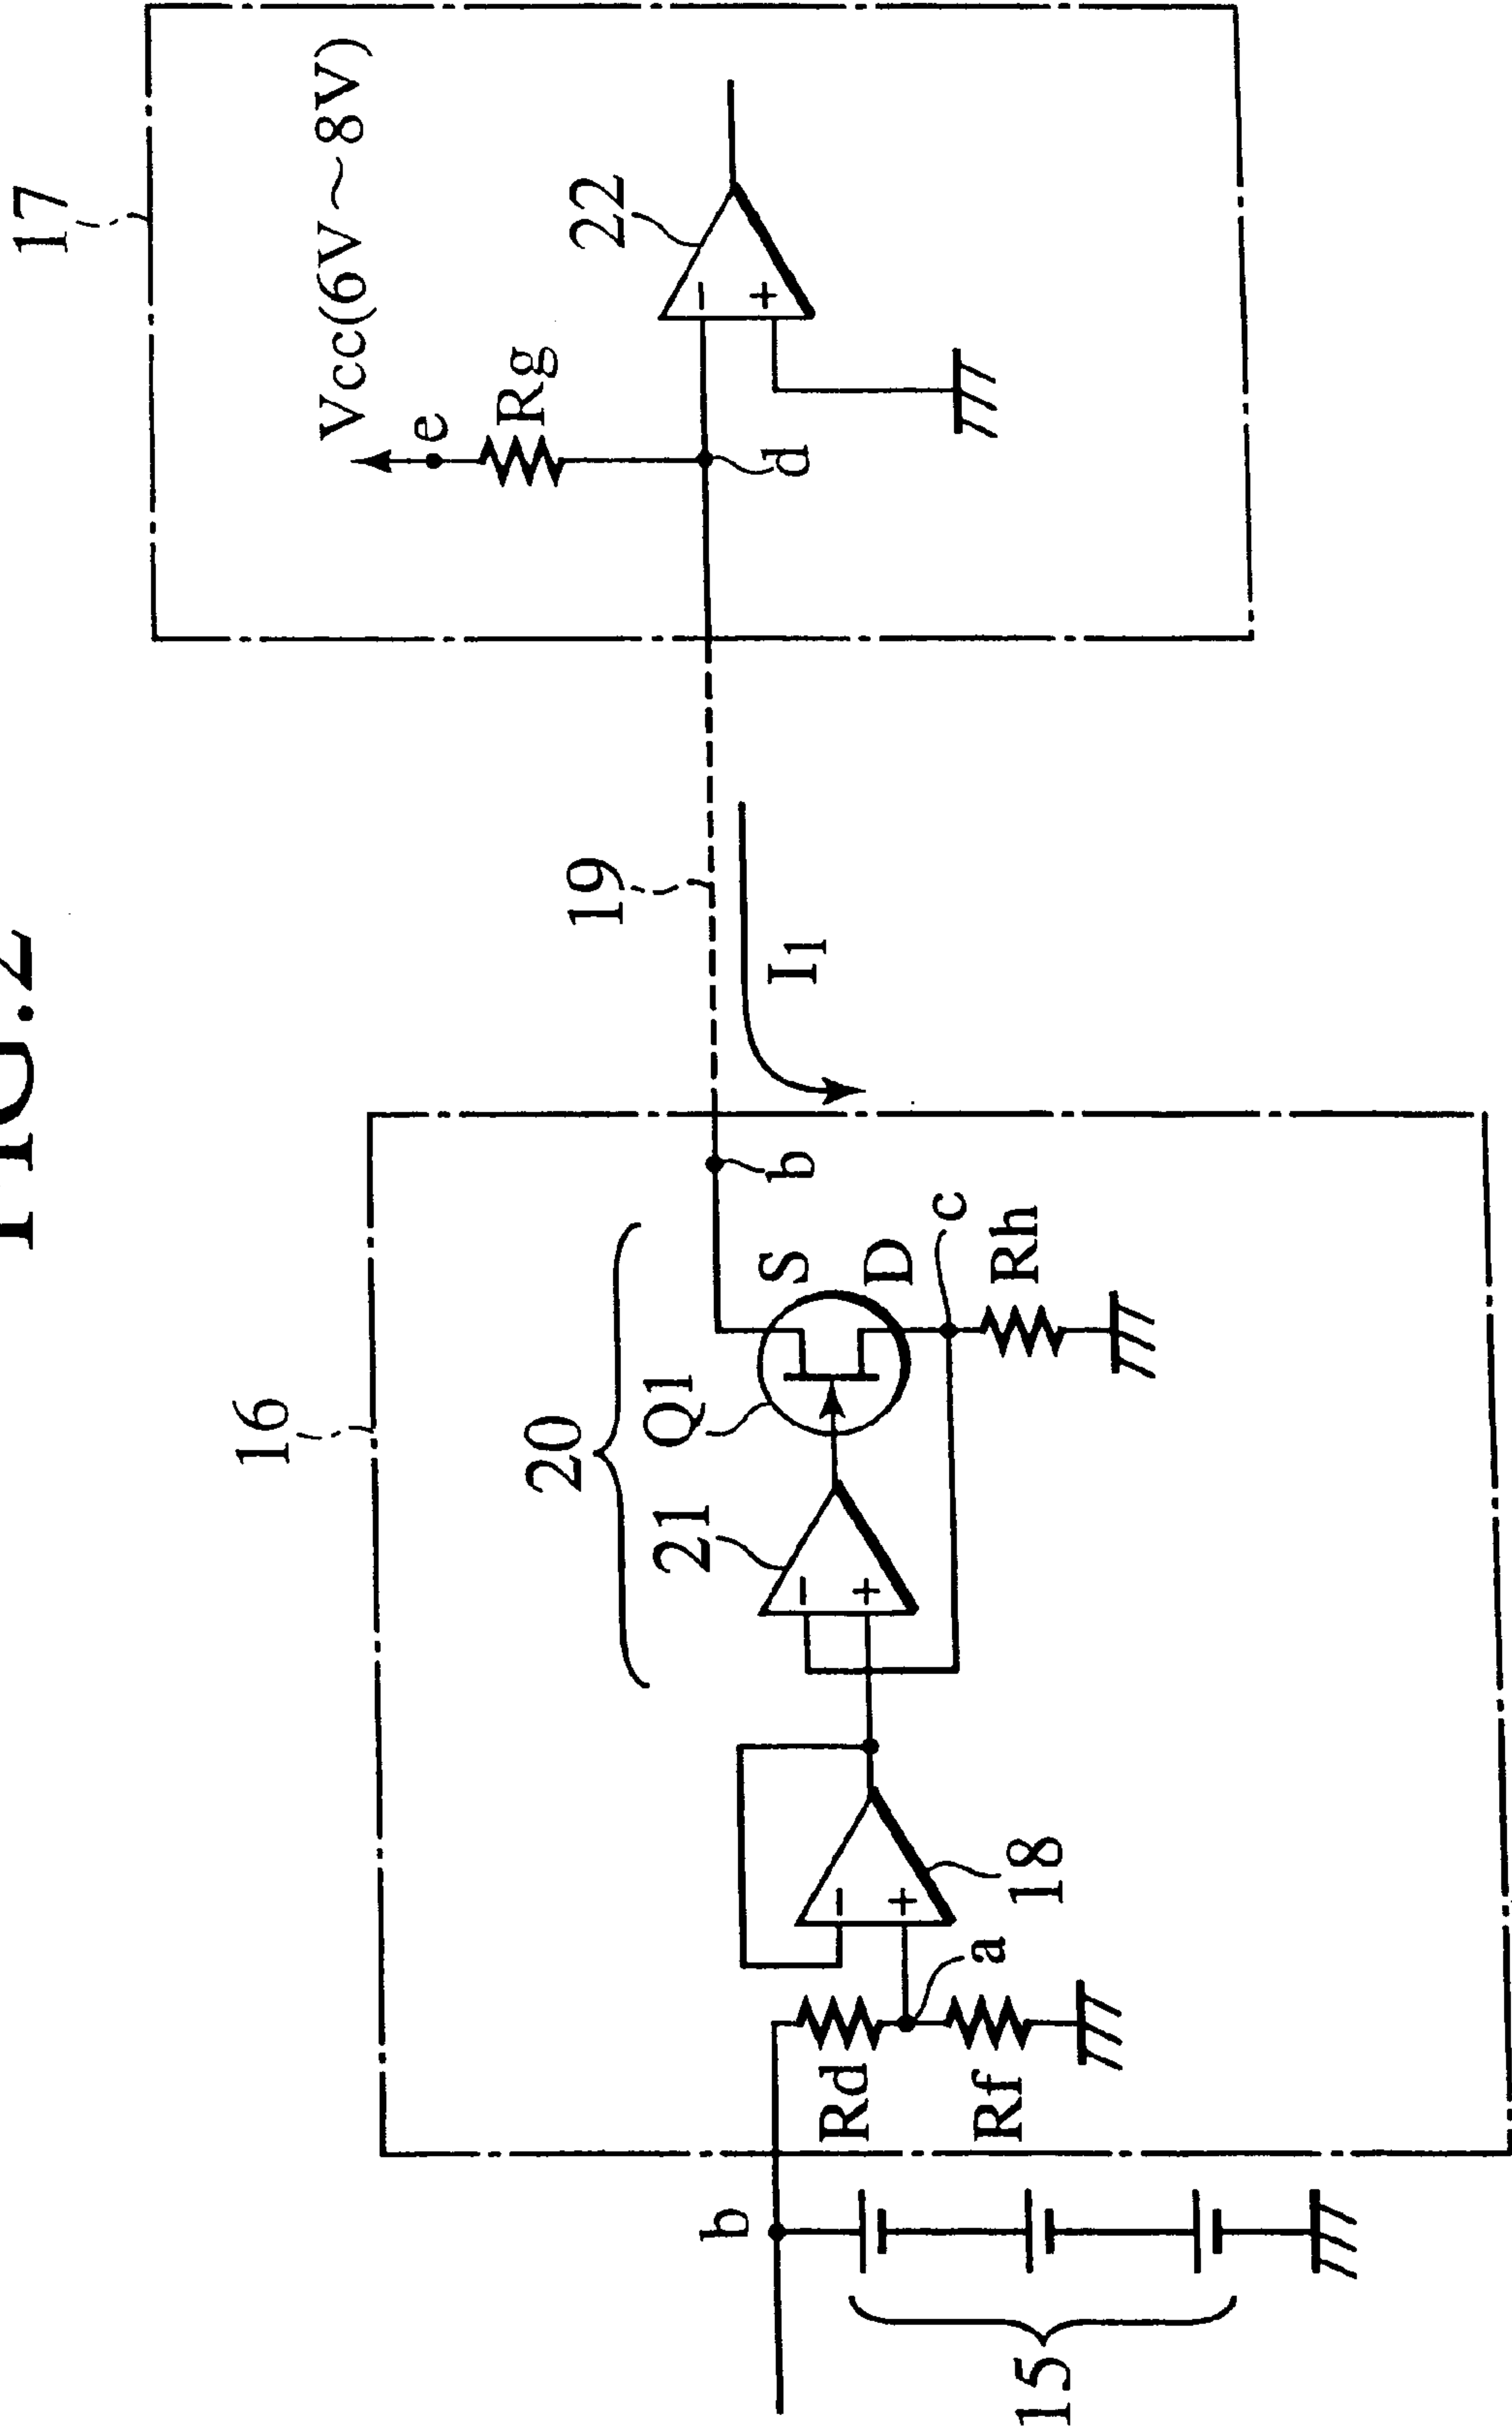 FIG.2
17
Vcc(6V~8V)
e
Rg
22
−
+
d
19
I1
16
20
21
Q1
S
D
b
c
Rh
−
+
−
+
18
a
Rd
Rf
b
15